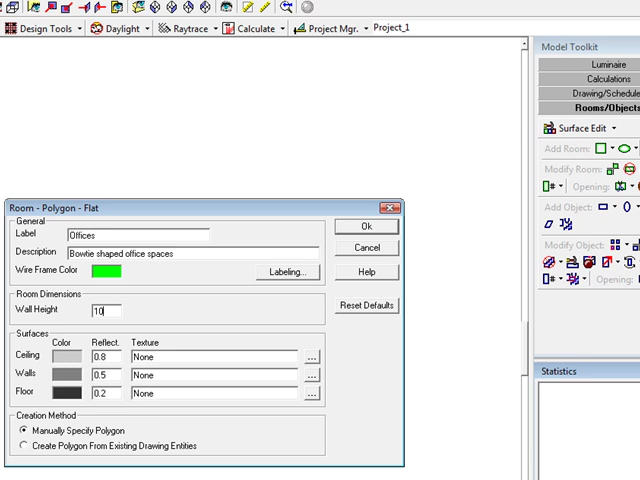 Design Tools Daylight Raytrace Calculate Project Mgr. Project_1
Model Toolkit
Luminaire
Calculations
Drawing/Schedule
Rooms/Objects
Surface Edit
Add Room:
Modify Room:
Opening:
Add Object:
Modify Object:
Opening:
Statistics
Room - Polygon - Flat
General
Label Offices
Description Bowtie shaped office spaces
Wire Frame Color Labeling...
Room Dimensions
Wall Height 10
Surfaces
Color Reflect. Texture
Ceiling 0.8 None ...
Walls 0.5 None ...
Floor 0.2 None ...
Creation Method
Manually Specify Polygon
Create Polygon From Existing Drawing Entities
Ok
Cancel
Help
Reset Defaults